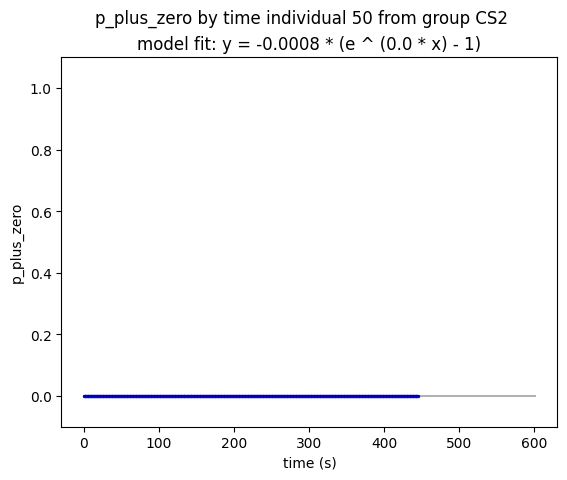 p_plus_zero by time individual 50 from group CS2
model fit: y = -0.0008 * (e ^ (0.0 * x) - 1)
1.0
0.8
0.6
0.4
0.2
0.0
p_plus_zero
0 100 200 300 400 500 600
time (s)